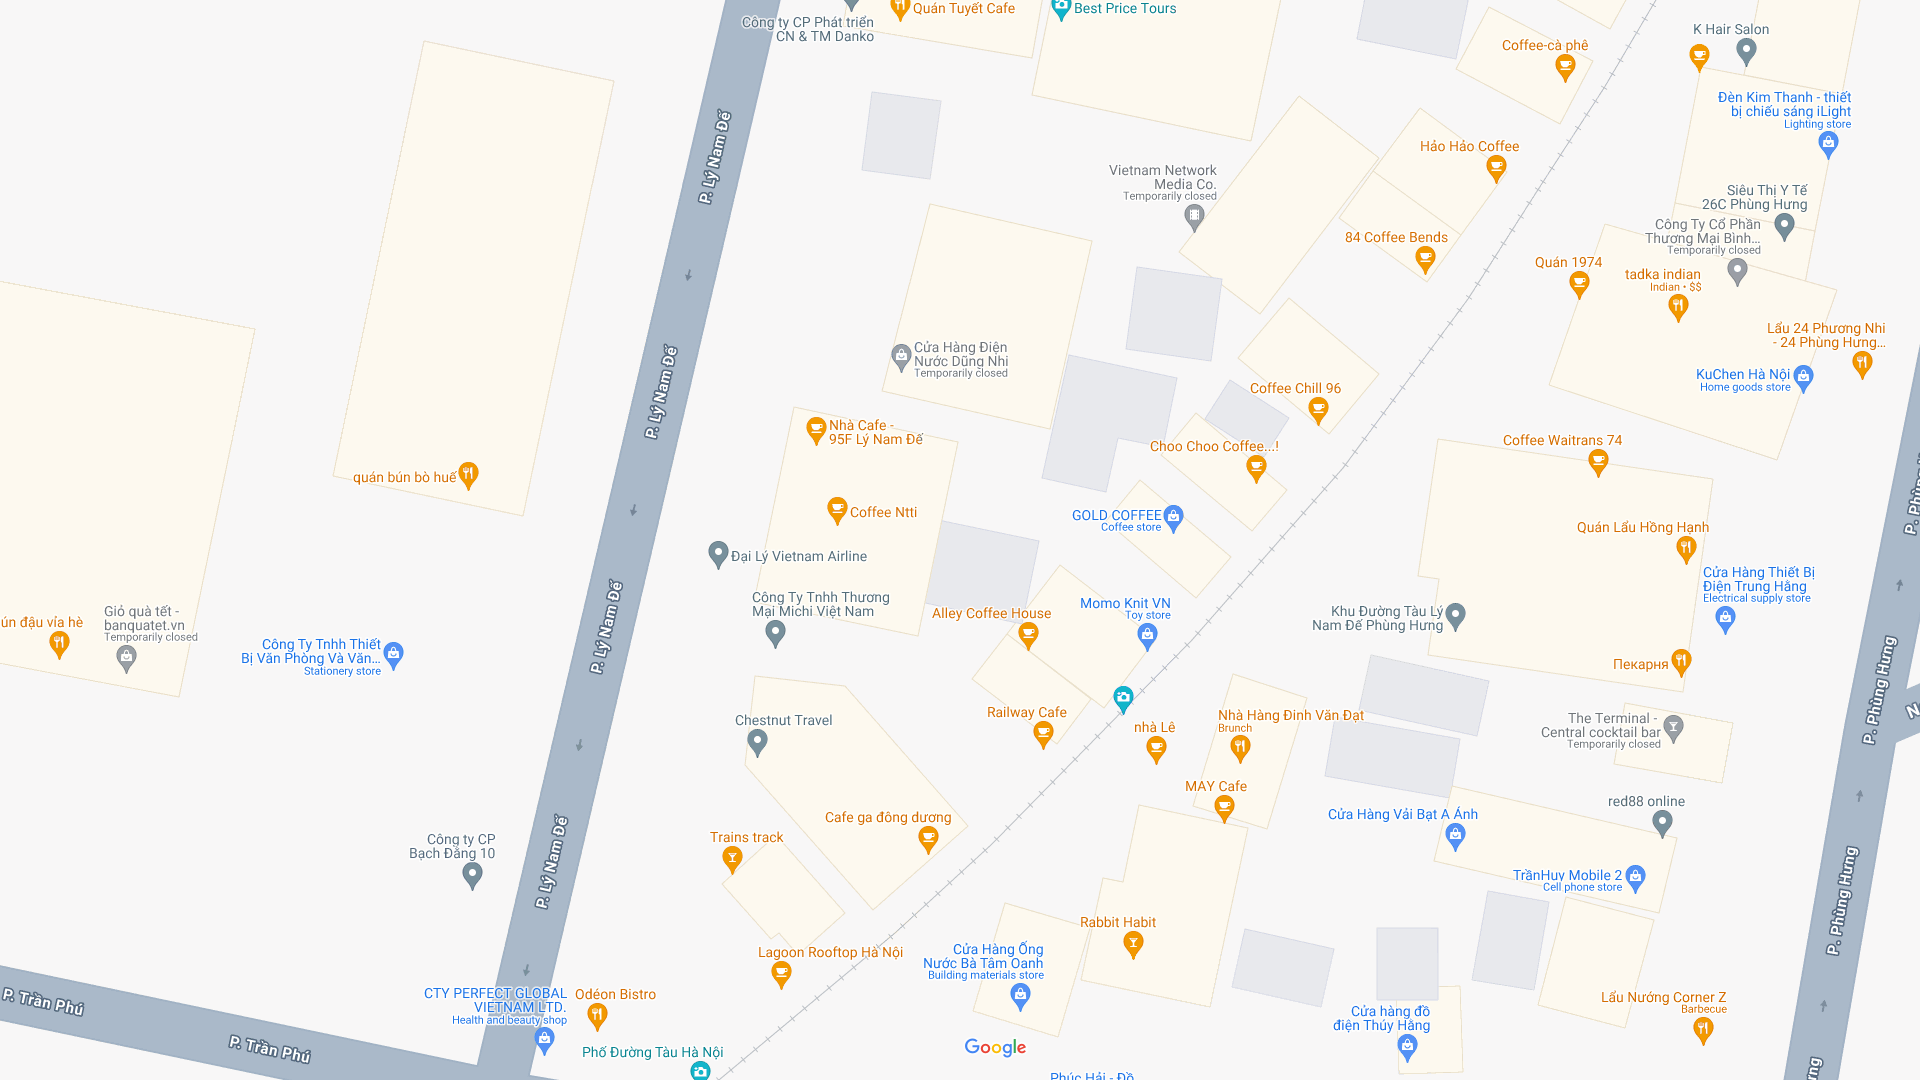 Quán Tuyết Cafe
Best Price Tours
Công ty CP Phát triển
CN & TM Danko
K Hair Salon
Coffee-cà phê
Đèn Kim Thanh - thiết
bị chiếu sáng iLight
Lighting store
P. Lý Nam Đế
Hảo Hảo Coffee
Vietnam Network
Media Co.
Temporarily closed
Siêu Thị Y Tế
26C Phùng Hưng
Công Ty Cổ Phần
Thương Mại Bình...
Temporarily closed
84 Coffee Bends
Quán 1974
tadka indian
Indian • $$
Lẩu 24 Phương Nhi
- 24 Phùng Hưng...
Cửa Hàng Điện
Nước Dũng Nhi
Temporarily closed
P. Lý Nam Đế
KuChen Hà Nội
Home goods store
Coffee Chill 96
Nhà Cafe -
95F Lý Nam Đế
Choo Choo Coffee...!
Coffee Waitrans 74
quán bún bò huế
Coffee Ntti
GOLD COFFEE
Coffee store
Quán Lẩu Hồng Hạnh
Đại Lý Vietnam Airline
Cửa Hàng Thiết Bị
Điện Trung Hằng
Electrical supply store
Công Ty Tnhh Thương
Mại Michi Việt Nam
Alley Coffee House
Momo Knit VN
Toy store
Khu Đường Tàu Lý
Nam Đế Phùng Hưng
ún đậu vía hè
Giỏ quà tết -
banquatet.vn
Temporarily closed
P. Lý Nam Đế
Công Ty Tnhh Thiết
Bị Văn Phòng Và Văn...
Stationery store
Пекарня
P. Phùng Hưng
Railway Cafe
Chestnut Travel
nhà Lê
Nhà Hàng Đinh Văn Đạt
Brunch
The Terminal -
Central cocktail bar
Temporarily closed
MAY Cafe
red88 online
Cafe ga đông dương
Cửa Hàng Vải Bạt A Ánh
Trains track
Công ty CP
Bạch Đằng 10
P. Lý Nam Đế
TrầnHuy Mobile 2
Cell phone store
P. Phùng Hưng
Rabbit Habit
Lagoon Rooftop Hà Nội
Cửa Hàng Ống
Nước Bà Tâm Oanh
Building materials store
P. Trần Phú
CTY PERFECT GLOBAL
VIETNAM LTD.
Health and beauty shop
Odéon Bistro
Lẩu Nướng Corner Z
Barbecue
Cửa hàng đồ
điện Thúy Hằng
P. Trần Phú
Phố Đường Tàu Hà Nội
Google
Phúc Hải - Đồ